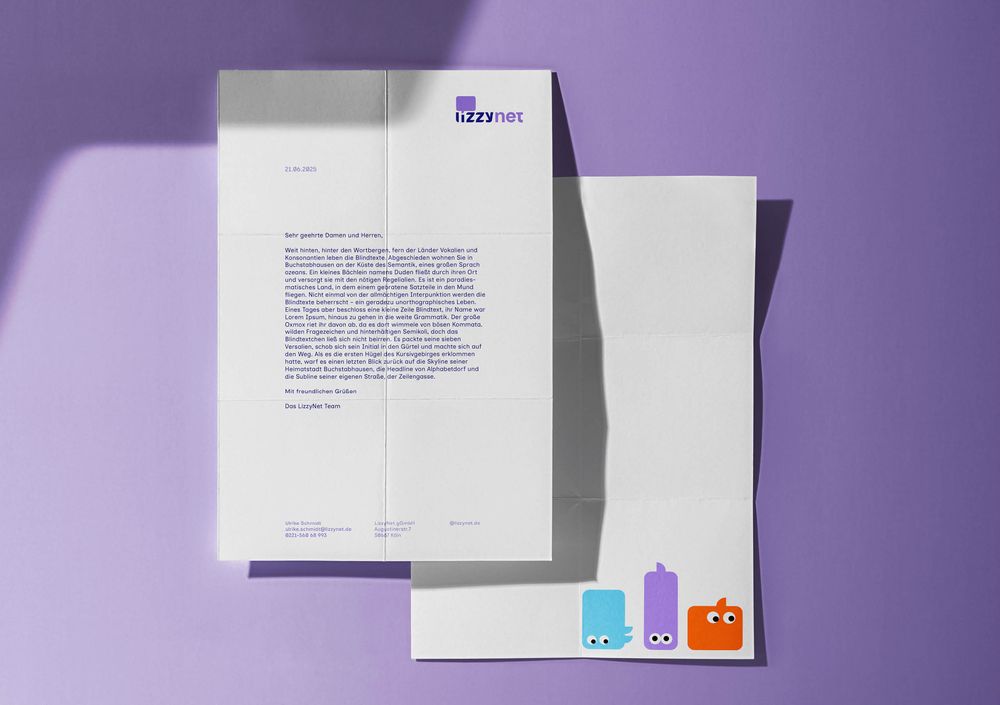 lizzynet
21.06.2025
Sehr geehrte Damen und Herren,
Weit hinten, hinter den Wortbergen, fern der Länder Vokalien und
Konsonantien leben die Blindtexte. Abgeschieden wohnen Sie in
Buchstabhausen an der Küste des Semantik, eines großen Sprach
ozeans. Ein kleines Bächlein namens Duden fließt durch ihren Ort
und versorgt sie mit den nötigen Regelialien. Es ist ein paradies-
matisches Land, in dem einem gebratene Satzteile in den Mund
fliegen. Nicht einmal von der allmächtigen Interpunktion werden die
Blindtexte beherrscht – ein geradezu unorthographisches Leben.
Eines Tages aber beschloss eine kleine Zeile Blindtext, ihr Name war
Lorem Ipsum, hinaus zu gehen in die weite Grammatik. Der große
Oxmox riet ihr davon ab, da es dort wimmele von bösen Kommata,
wilden Fragezeichen und hinterhältigen Semikoli, doch das
Blindtextchen ließ sich nicht beirren. Es packte seine sieben
Versalien, schob sich sein Initial in den Gürtel und machte sich auf
den Weg. Als es die ersten Hügel des Kursivgebirges erklommen
hatte, warf es einen letzten Blick zurück auf die Skyline seiner
Heimatstadt Buchstabhausen, die Headline von Alphabetdorf und
die Subline seiner eigenen Straße, der Zeilengasse.
Mit freundlichen Grüßen
Das LizzyNet Team
Ulrike Schmidt
ulrike.schmidt@lizzynet.de
0221-560 68 993
LizzyNet gGmbH
Augustinerstr.7
50667 Köln
@lizzynet.de